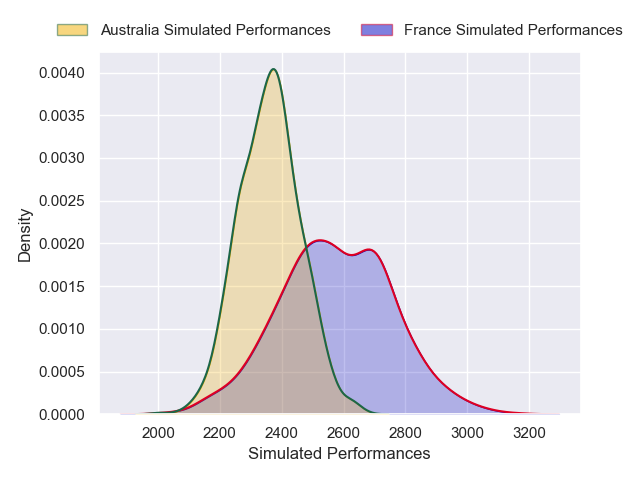 Australia Simulated Performances
France Simulated Performances
0.0040
0.0035
0.0030
0.0025
0.0020
0.0015
0.0010
0.0005
0.0000
Density
2000 2200 2400 2600 2800 3000 3200
Simulated Performances